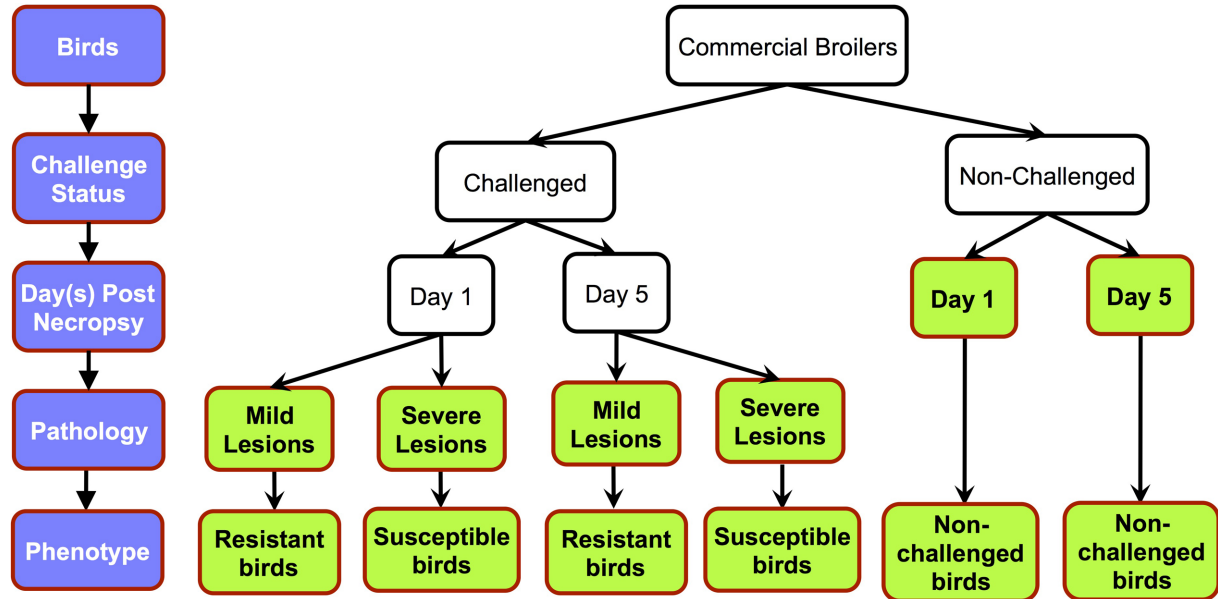 Birds
Challenge
Status
Day(s) Post
Necropsy
Pathology
Phenotype
Commercial Broilers
Challenged
Non-Challenged
Day 1
Day 5
Day 1
Day 5
Mild
Lesions
Severe
Lesions
Mild
Lesions
Severe
Lesions
Resistant
birds
Susceptible
birds
Resistant
birds
Susceptible
birds
Non-
challenged
birds
Non-
challenged
birds